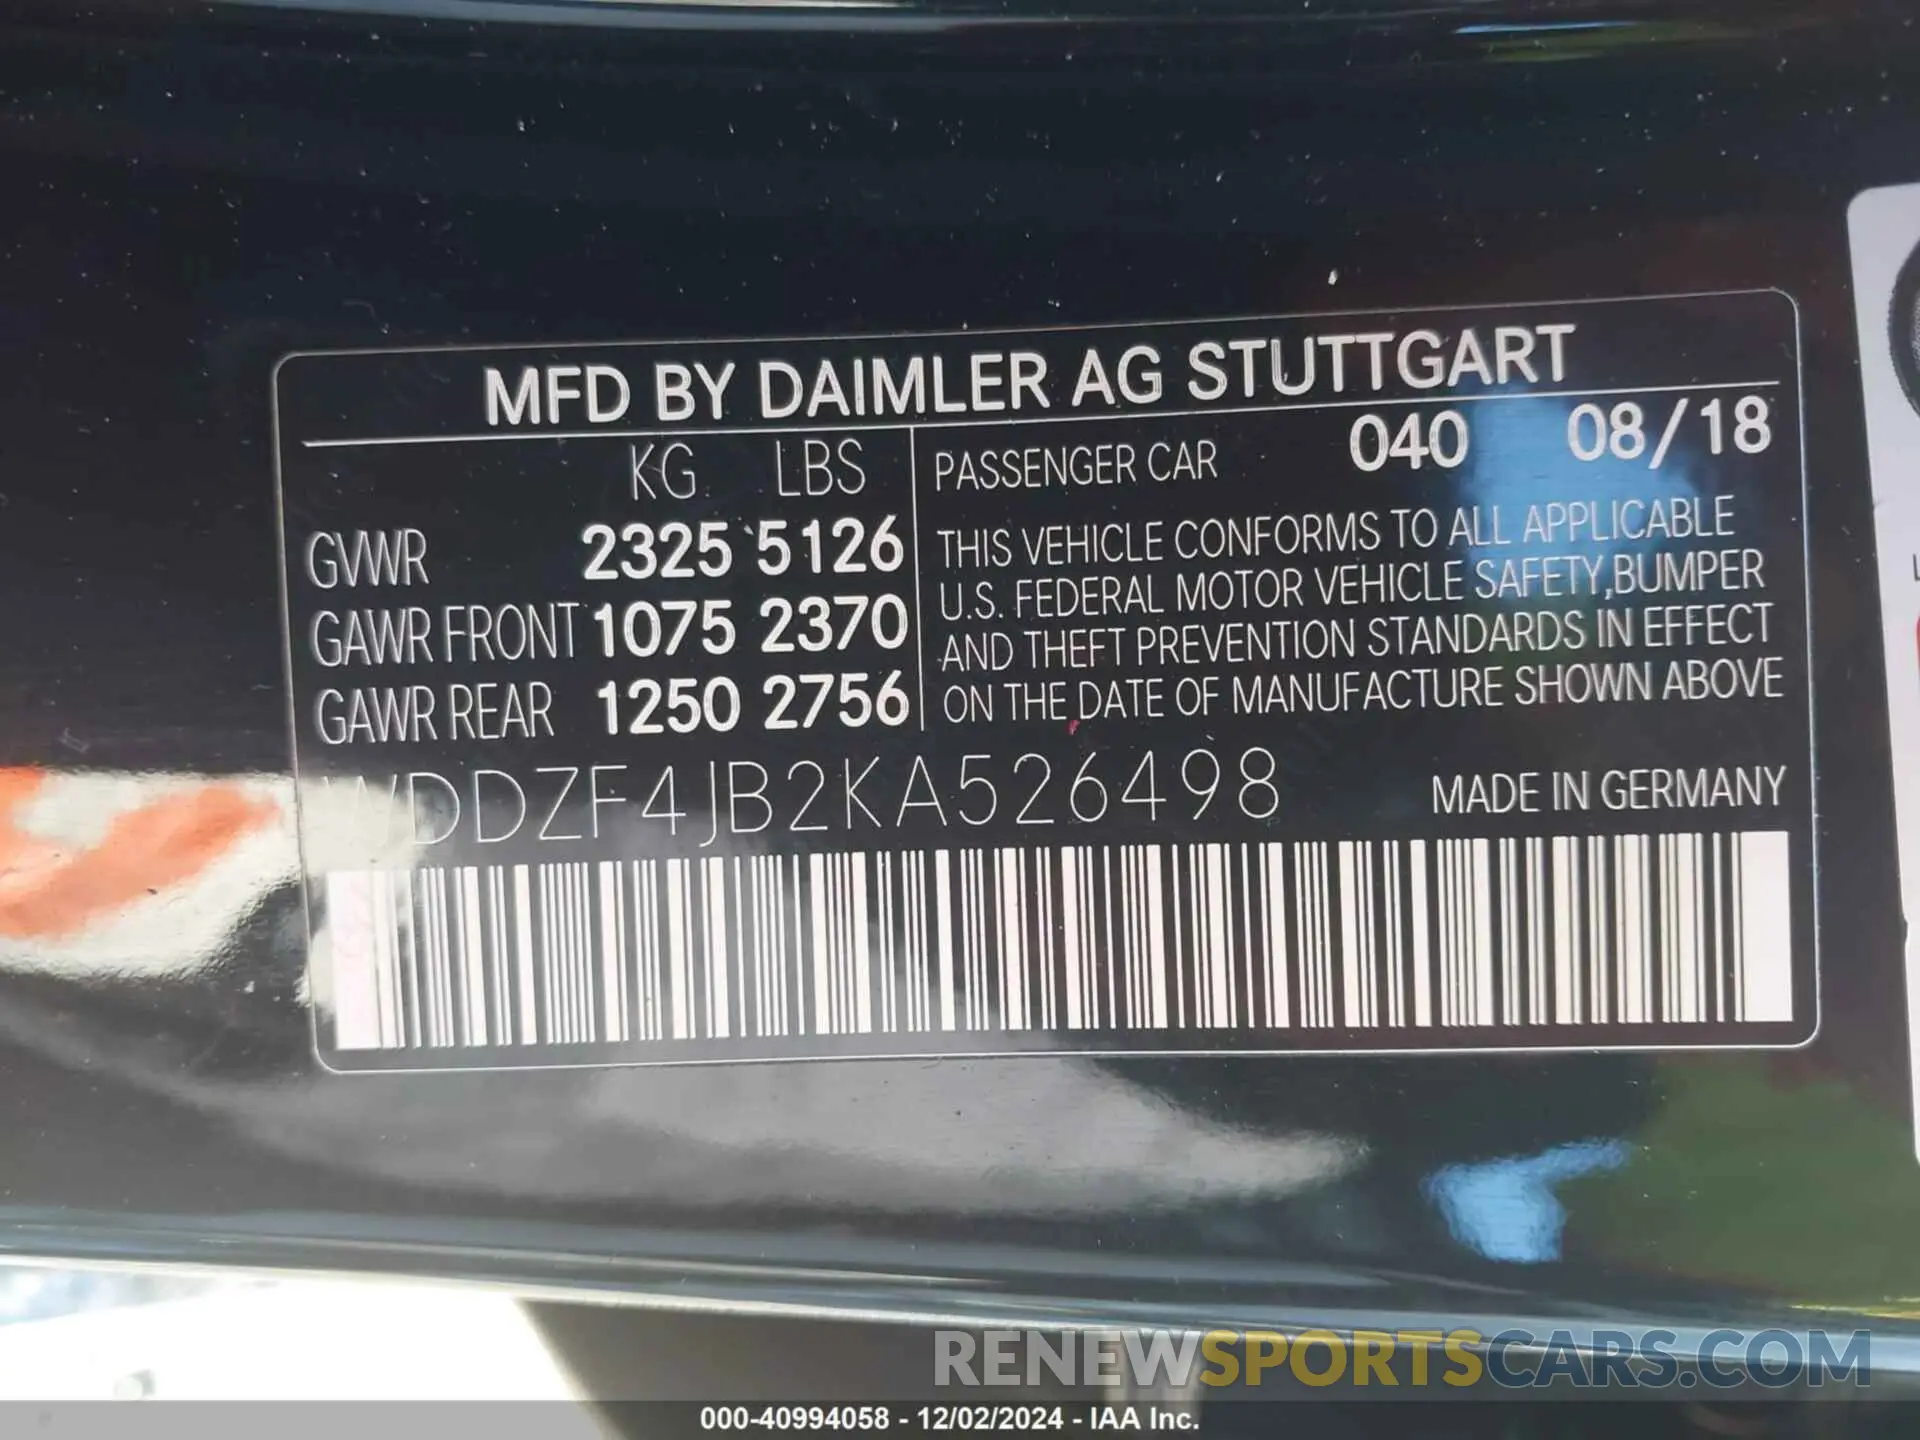 MFD BY DAIMLER AG STUTTGART
KG LBS
GVWR 2325 5126
GAWR FRONT 1075 2370
GAWR REAR 1250 2756
PASSENGER CAR 040 08/18
THIS VEHICLE CONFORMS TO ALL APPLICABLE
U.S. FEDERAL MOTOR VEHICLE SAFETY,BUMPER
AND THEFT PREVENTION STANDARDS IN EFFECT
ON THE DATE OF MANUFACTURE SHOWN ABOVE
WDDZF4JB2KA526498 MADE IN GERMANY
RENEWSPORTSCARS.COM
000-40994058 - 12/02/2024 - IAA Inc.